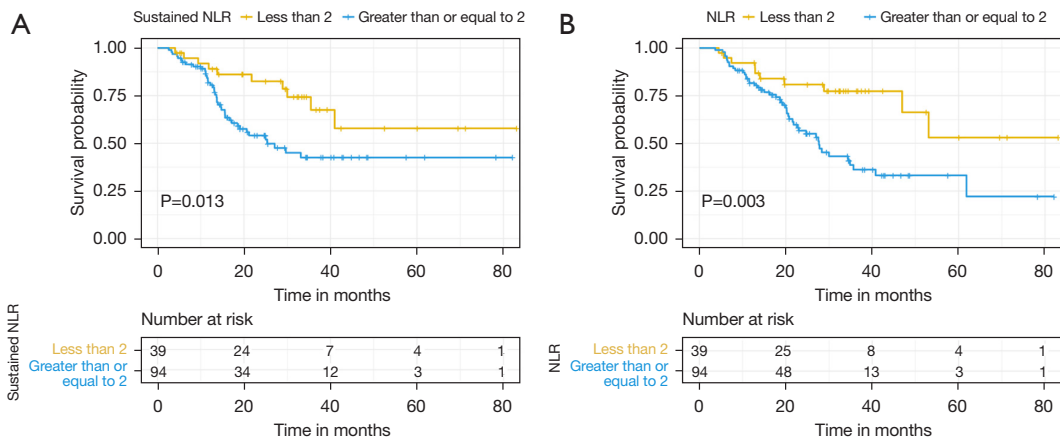 A
Sustained NLR Less than 2 Greater than or equal to 2
1.00
0.75
0.50
0.25
0.00
Survival probability
P=0.013
0 20 40 60 80
Time in months
Number at risk
Sustained NLR
Less than 2 39 24 7 4 1
Greater than or
equal to 2 94 34 12 3 1
0 20 40 60 80
Time in months
B
NLR Less than 2 Greater than or equal to 2
1.00
0.75
0.50
0.25
0.00
Survival probability
P=0.003
0 20 40 60 80
Time in months
Number at risk
NLR
Less than 2 39 25 8 4 1
Greater than or
equal to 2 94 48 13 3 1
0 20 40 60 80
Time in months